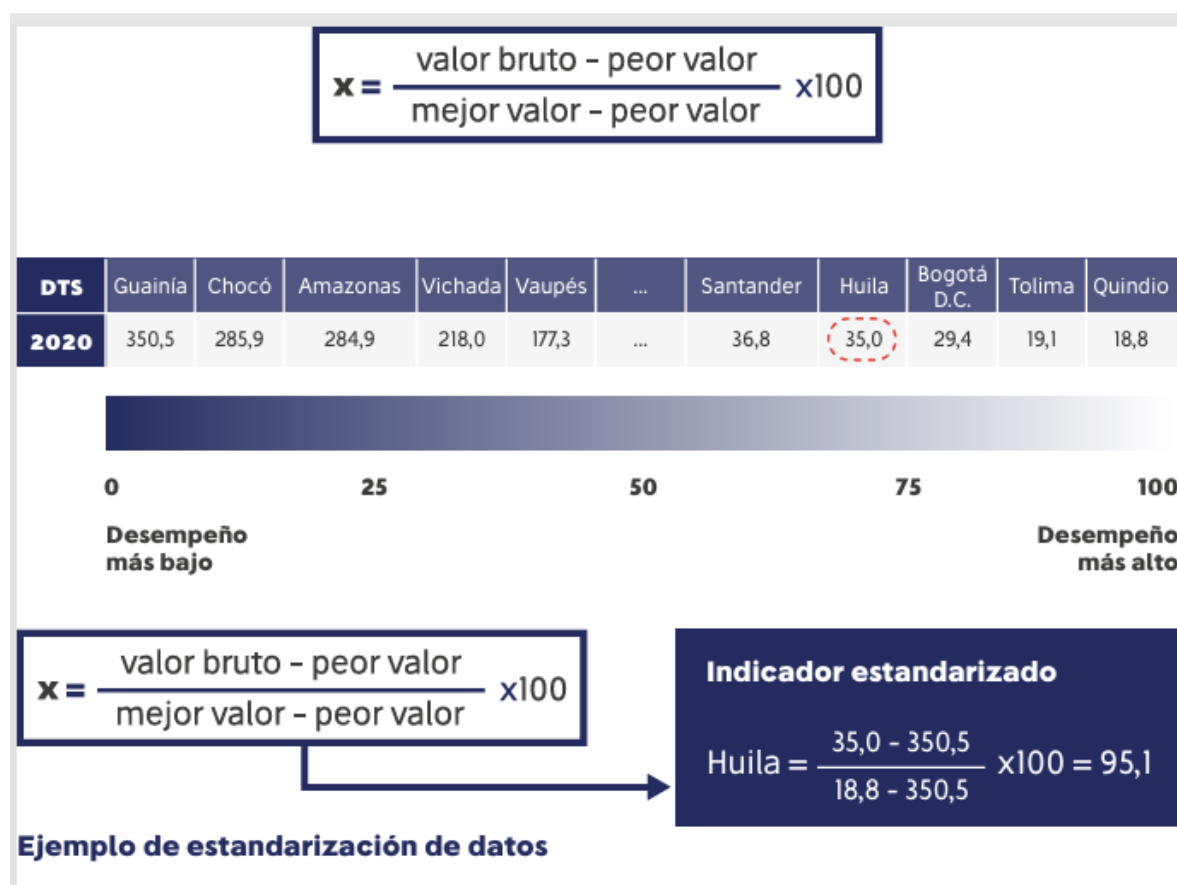 x = valor bruto - peor valor x100
mejor valor - peor valor
DTS Guainía Chocó Amazonas Vichada Vaupés ... Santander Huila Bogotá D.C. Tolima Quindio
2020 350,5 285,9 284,9 218,0 177,3 ... 36,8 35,0 29,4 19,1 18,8
0 25 50 75 100
Desempeño más bajo
Desempeño más alto
x = valor bruto - peor valor x100
mejor valor - peor valor
Indicador estandarizado
Huila = 35,0 - 350,5 x100 = 95,1
18,8 - 350,5
Ejemplo de estandarización de datos